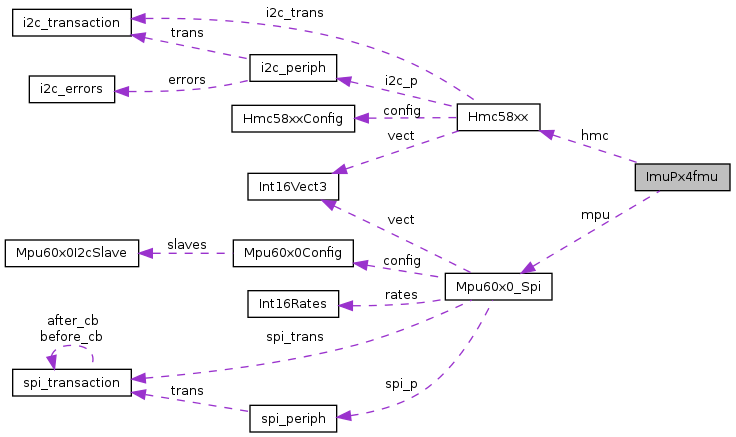 i2c_trans
i2c_transaction
trans
i2c_periph
errors
i2c_p
i2c_errors
Hmc58xxConfig
config
Hmc58xx
hmc
vect
ImuPx4fmu
Int16Vect3
mpu
vect
slaves
Mpu60x0I2cSlave
Mpu60x0Config
config
Mpu60x0_Spi
rates
Int16Rates
after_cb
before_cb
spi_trans
spi_transaction
trans
spi_p
spi_periph